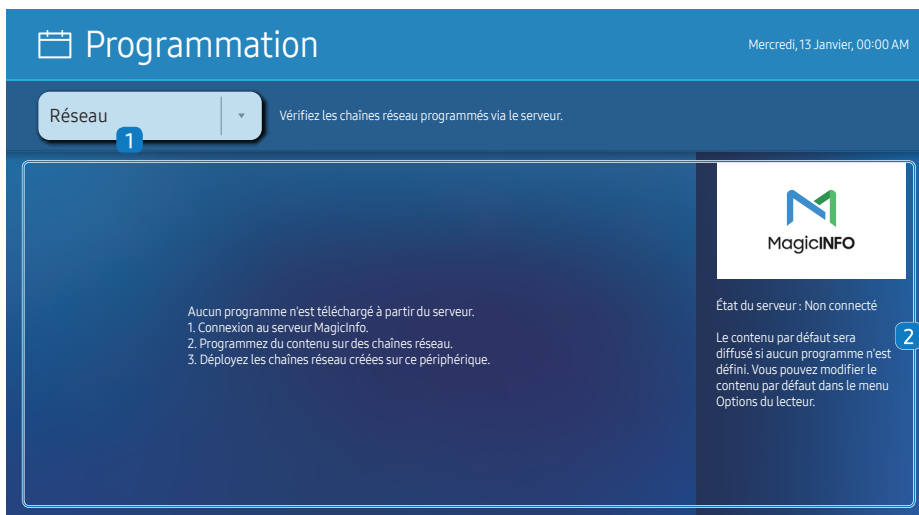 Programmation
Mercredi, 13 Janvier, 00:00 AM
Réseau
1
Vérifiez les chaînes réseau programmés via le serveur.
MagicINFO
Aucun programme n'est téléchargé à partir du serveur.
1. Connexion au serveur MagicInfo.
2. Programmez du contenu sur des chaînes réseau.
3. Déployez les chaînes réseau créées sur ce périphérique.
État du serveur : Non connecté
Le contenu par défaut sera
diffusé si aucun programme n'est
défini. Vous pouvez modifier le
contenu par défaut dans le menu
Options du lecteur.
2